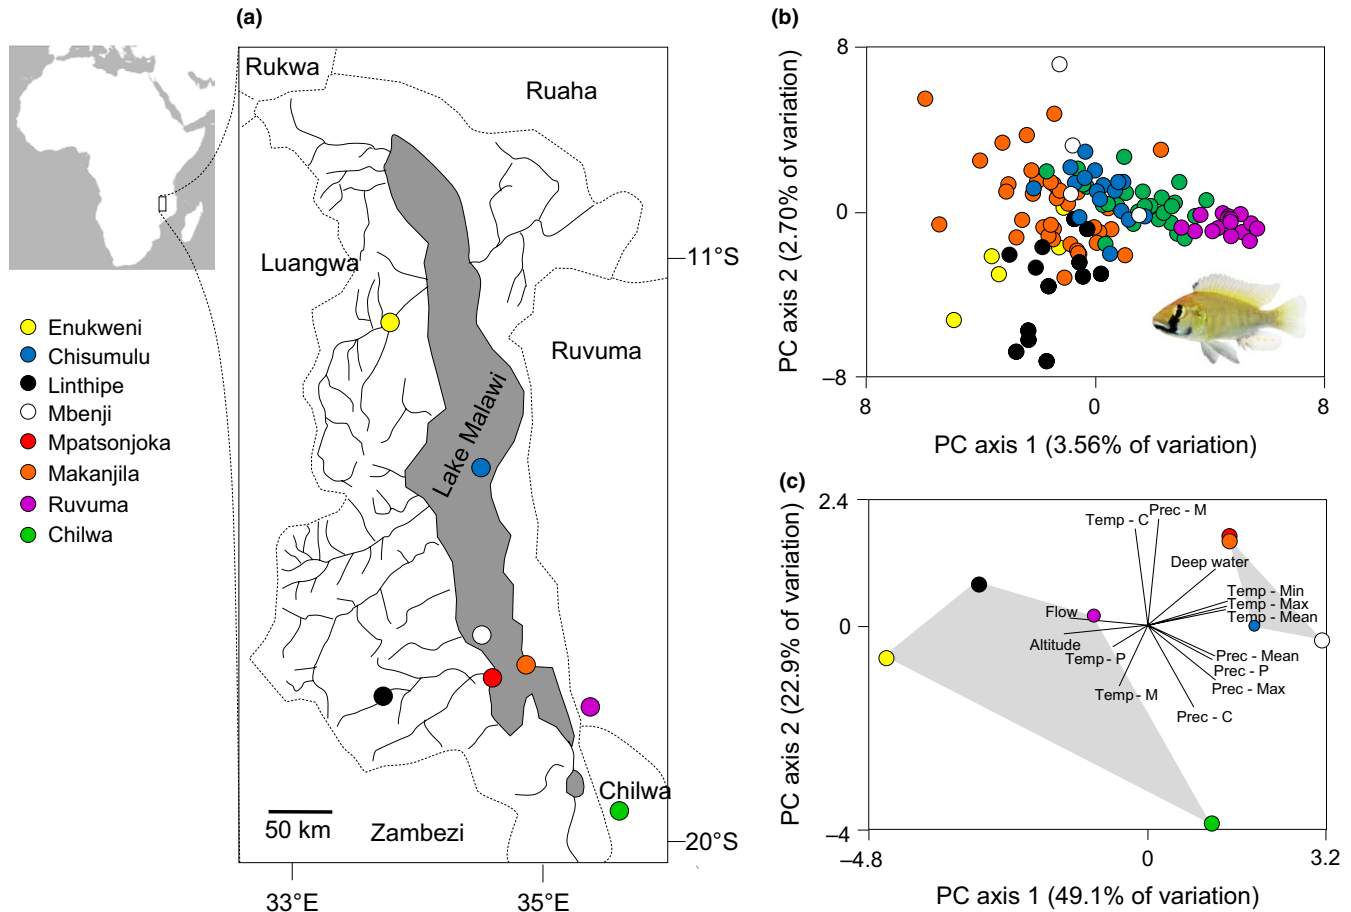 (a)
Rukwa
Ruaha
Luangwa
Ruvuma
Lake Malawi
Chilwa
Zambezi
50 km
11°S
20°S
33°E
35°E
Enukweni
Chisumulu
Linthipe
Mbenji
Mpatsonjoka
Makanjila
Ruvuma
Chilwa
(b)
PC axis 2 (2.70% of variation)
8
0
–8
8
0
8
PC axis 1 (3.56% of variation)
(c)
PC axis 2 (22.9% of variation)
2.4
0
–4
Temp - C
Prec - M
Deep water
Temp - Min
Temp - Max
Temp - Mean
Flow
Altitude
Temp - P
Temp - M
Prec - Mean
Prec - P
Prec - Max
Prec - C
–4.8
0
3.2
PC axis 1 (49.1% of variation)